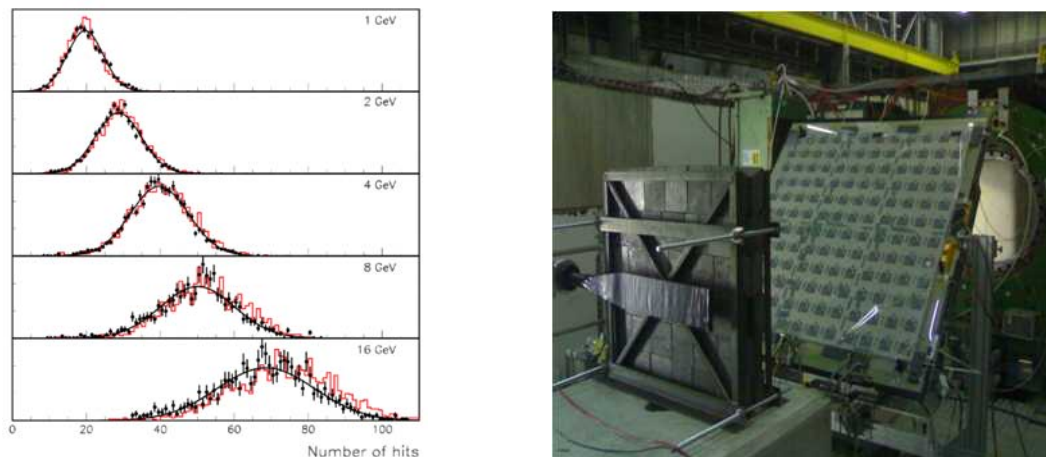 1 GeV
2 GeV
4 GeV
8 GeV
16 GeV
0 20 40 60 80 100
Number of hits